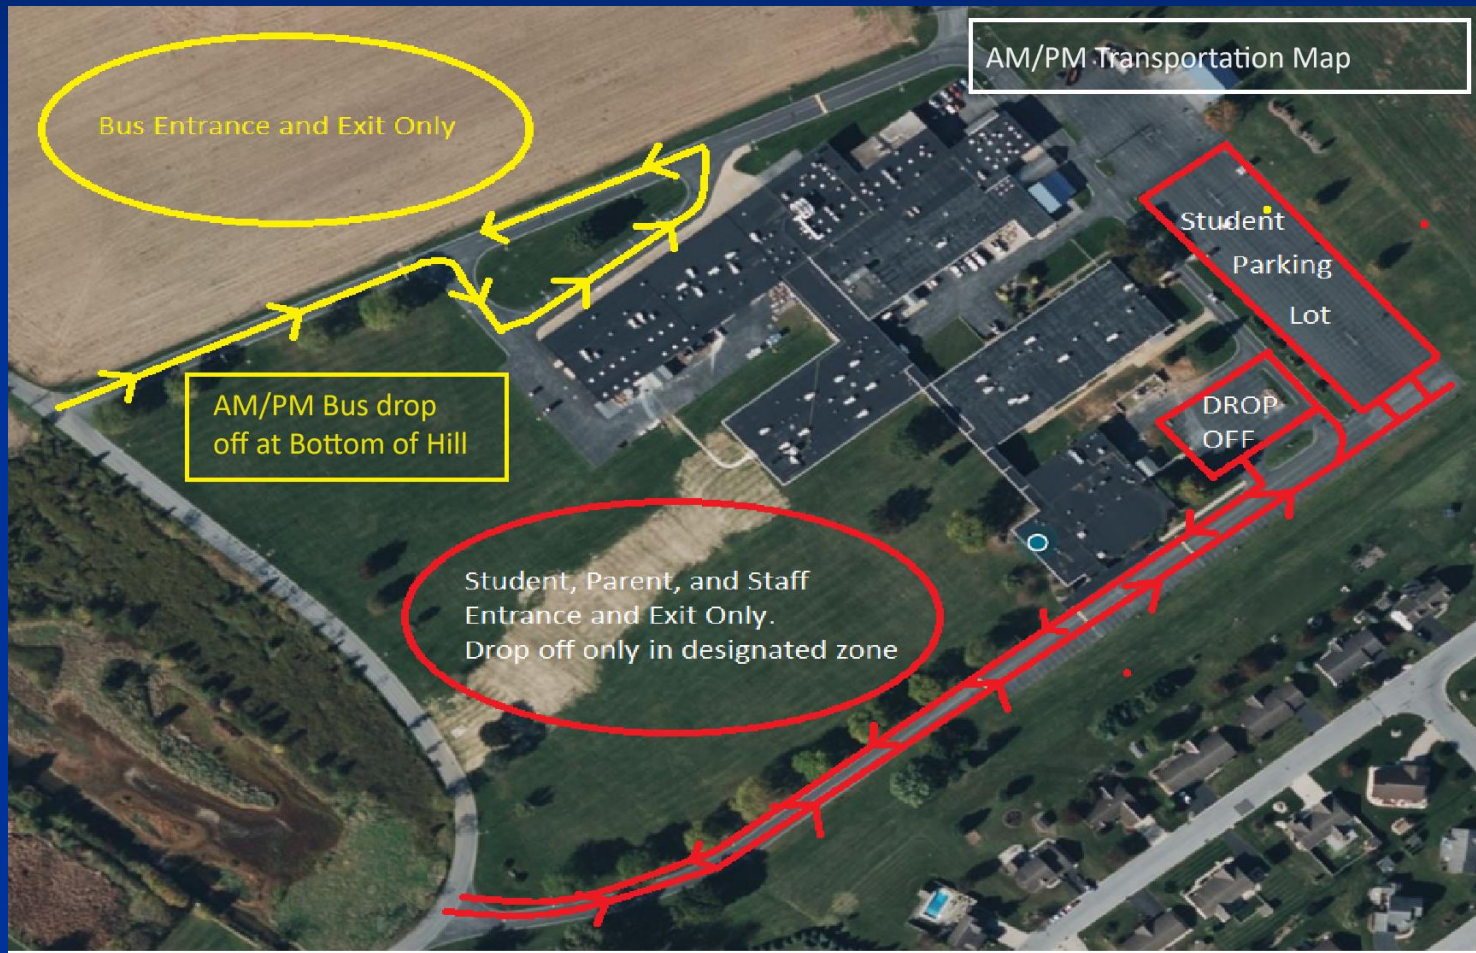 AM/PM Transportation Map
Bus Entrance and Exit Only
Student
Parking
Lot
AM/PM Bus drop
off at Bottom of Hill
DROP
OFF
Student, Parent, and Staff
Entrance and Exit Only.
Drop off only in designated zone